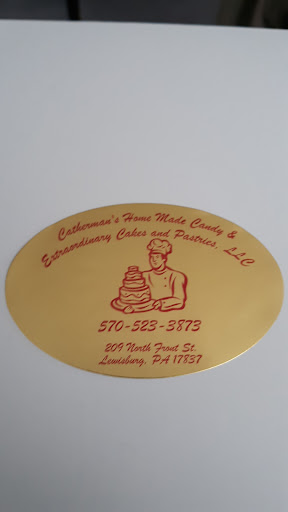 Catherman's Home Made Candy &
Extraordinary Cakes and Pastries, LLC
570-523-3873
209 North Front St.
Lewisburg, PA 17837